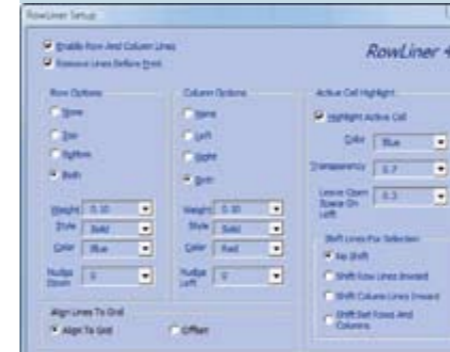 RowLiner Setup
Enable Row And Column Lines
Remove Lines Before Print
RowLiner 4
Row Options
None
Top
Bottom
Both
Weight 0.10
Style Solid
Color Blue
Nudge Down 0
Column Options
None
Left
Right
Both
Weight 0.10
Style Solid
Color Red
Nudge Left 0
Active Cell Highlight
Highlight Active Cell
Color Blue
Transparency 0.7
Leave Open Space On Left 0.3
Shift Lines For Selection
No Shift
Shift Row Lines Inward
Shift Column Lines Inward
Shift Both Rows And Columns
Align Lines To Grid
Align To Grid
Offset